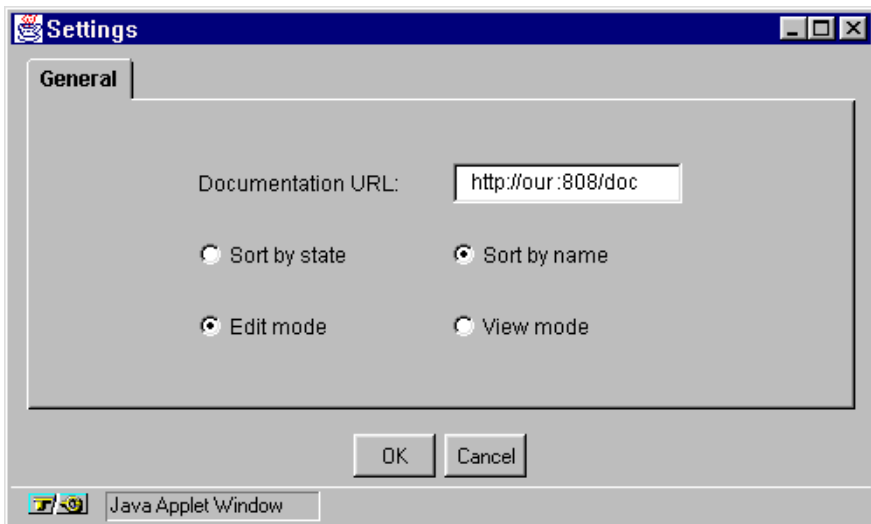 Settings
General
Documentation URL: http://our:808/doc
Sort by state Sort by name
Edit mode View mode
OK Cancel
Java Applet Window